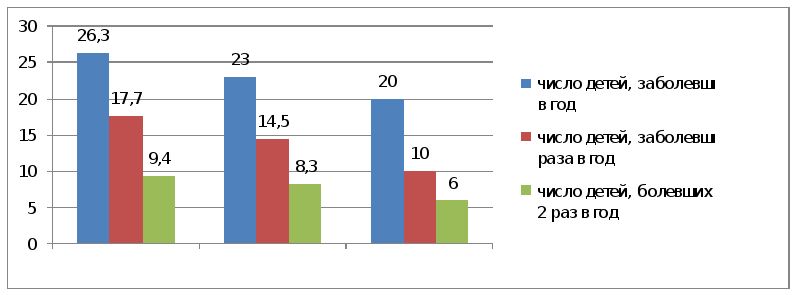 30
25
20
15
10
5
0
26,3
17,7
9,4
23
14,5
8,3
20
10
6
число детей, заболевш
в год
число детей, заболевш
раза в год
число детей, болевших
2 раз в год